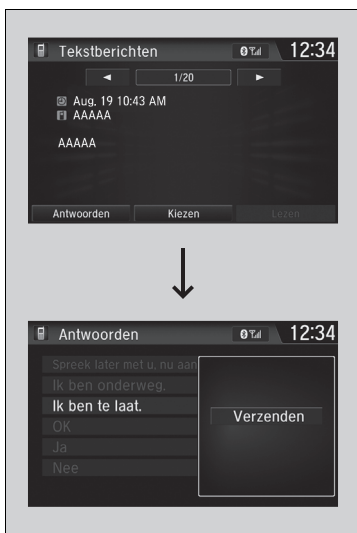 Tekstberichten 12:34
1/20
Aug. 19 10:43 AM
AAAAA
AAAAA
Antwoorden Kiezen Lezen
Antwoorden 12:34
Spreek later met u, nu aan
Ik ben onderweg.
Ik ben te laat.
Verzenden
OK
Ja
Nee